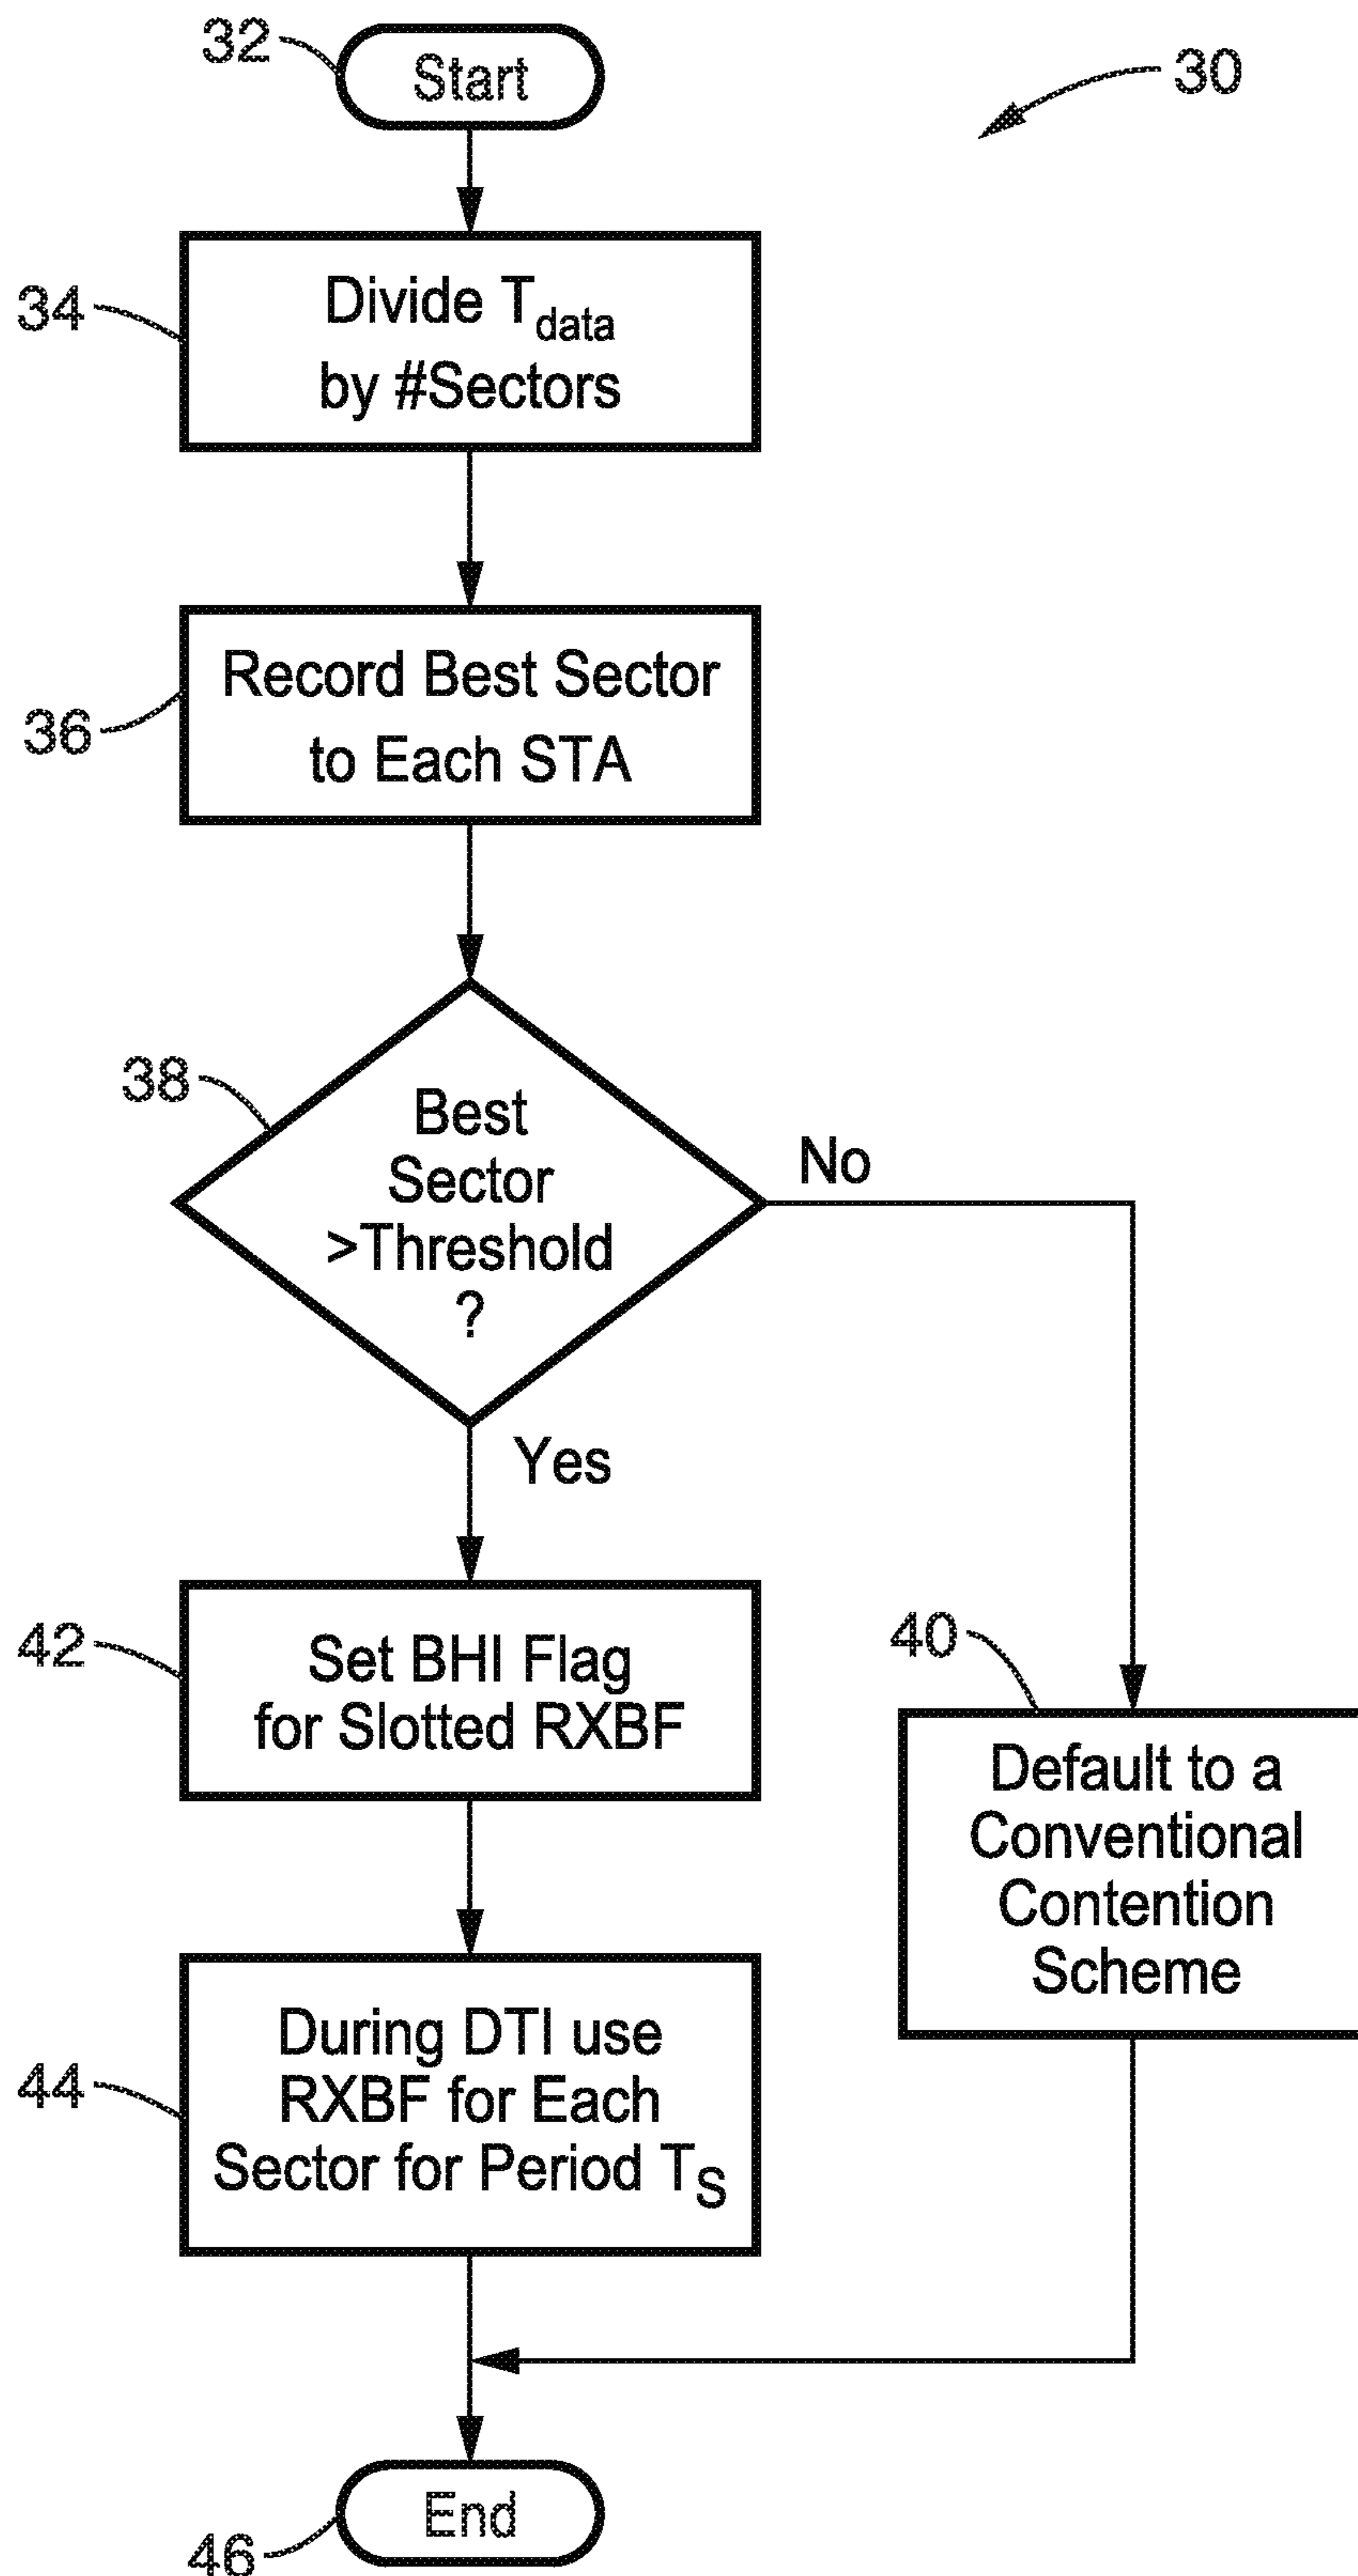 32
Start
30
34
Divide Tdata
by #Sectors
36
Record Best Sector
to Each STA
38
Best
Sector
>Threshold
?
No
Yes
42
Set BHI Flag
for Slotted RXBF
40
Default to a
Conventional
Contention
Scheme
44
During DTI use
RXBF for Each
Sector for Period TS
End
46